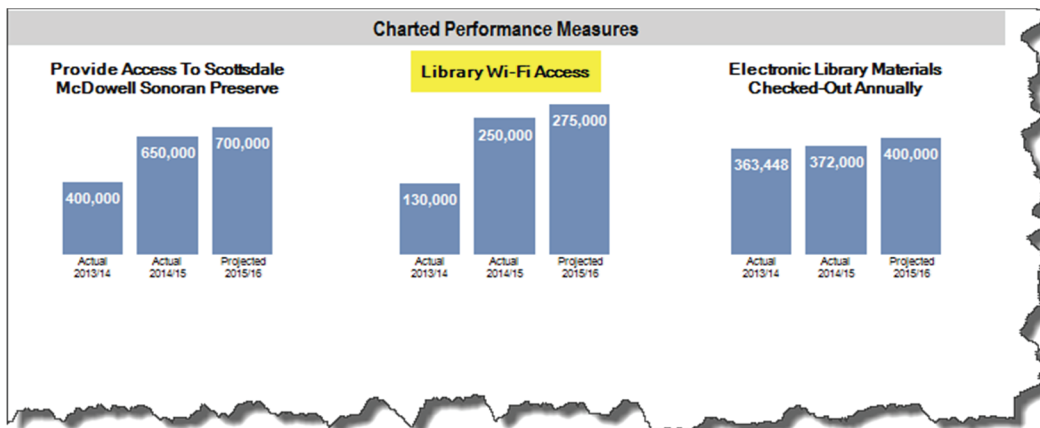 Charted Performance Measures
Provide Access To Scottsdale
McDowell Sonoran Preserve
400,000
650,000
700,000
Actual
2013/14
Actual
2014/15
Projected
2015/16
Library Wi-Fi Access
130,000
250,000
275,000
Actual
2013/14
Actual
2014/15
Projected
2015/16
Electronic Library Materials
Checked-Out Annually
363,448
372,000
400,000
Actual
2013/14
Actual
2014/15
Projected
2015/16